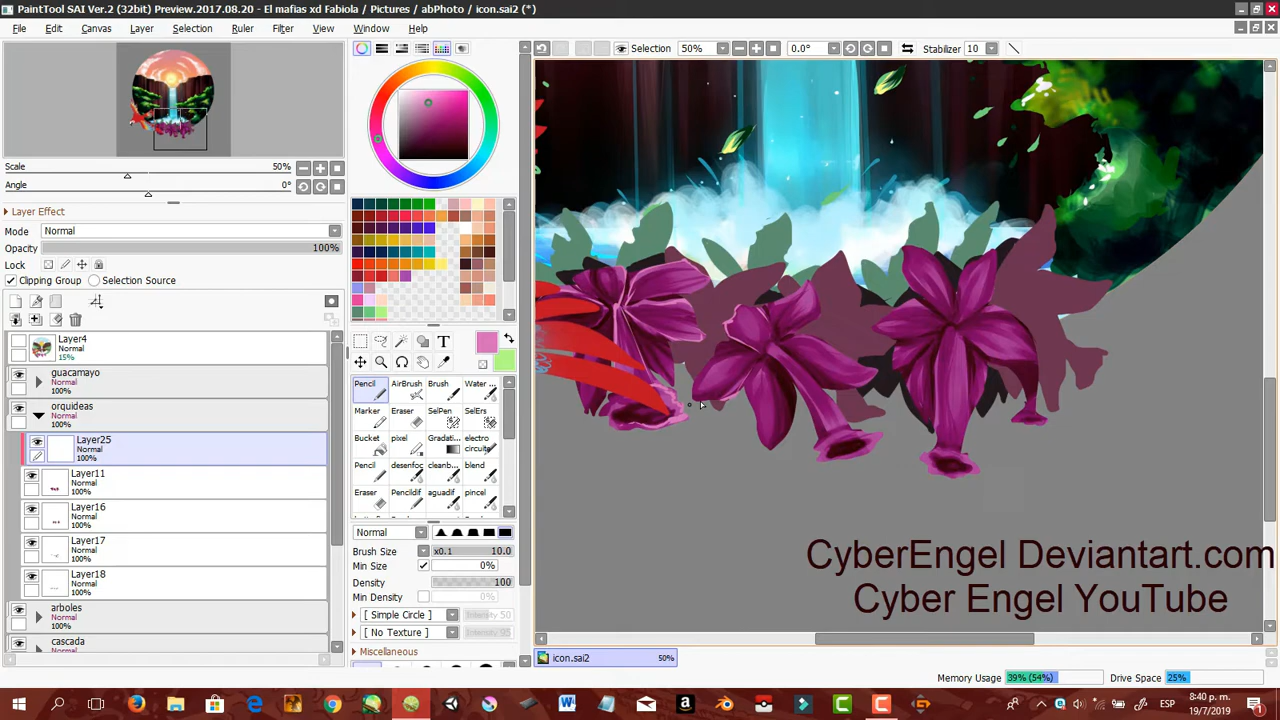 PaintTool SAI Ver.2 (32bit) Preview.2017.08.20 - El mafias xd Fabiola / Pictures / abPhoto / icon.sai2 (*)
File Edit Canvas Layer Selection Ruler Filter View Window Help
Selection 50% 0.0° Stabilizer 10
Scale 50%
Angle 0°
Layer Effect
Mode Normal
Opacity 100%
Lock
Clipping Group Selection Source
Layer4
Normal
15%
guacamayo
Normal
100%
orquideas
Normal
100%
Layer25
Normal
100%
Layer11
Normal
100%
Layer16
Normal
100%
Layer17
Normal
100%
Layer18
Normal
100%
arboles
Normal
100%
cascada
Normal
T
Pencil AirBrush Brush Water ...
Marker Eraser SelPen SelErs
Bucket pixel Gradati... electro circuite
Pencil desenfoc cleanb... blend
Eraser Pencildif aguadif pincel
Normal
Brush Size x0.1 10.0
Min Size 0%
Density 100
Min Density 0%
[ Simple Circle ] Intensity 50
[ No Texture ]
Miscellaneous
CyberEngel Deviantart.com
Cyber Engel YouTube
icon.sai2 50%
Memory Usage 39% (54%) Drive Space 25%
ESP
8:40 p. m.
19/7/2019